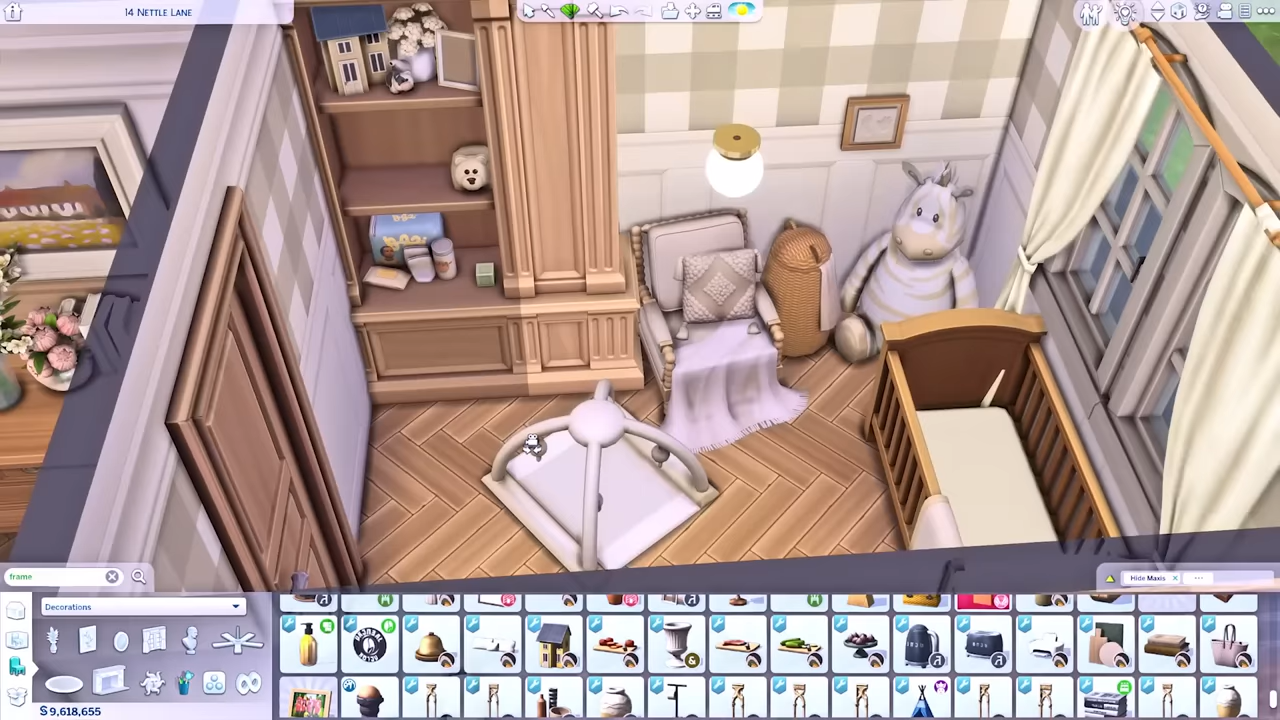 14 NETTLE LANE
frame
Hide Maxis
Decorations
$9,618,655